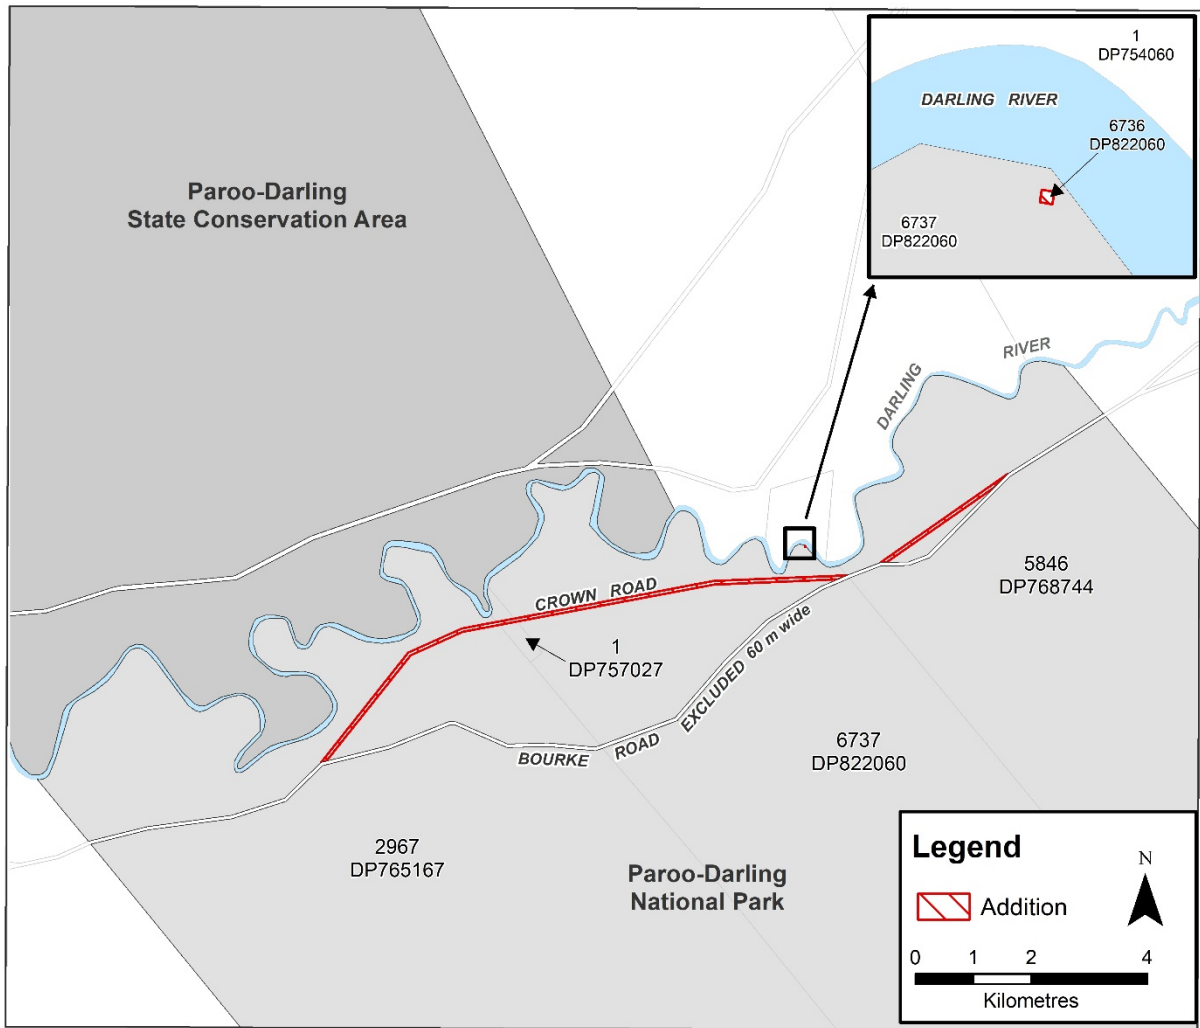 Paroo-Darling
State Conservation Area
1
DP754060
DARLING RIVER
6736
DP822060
6737
DP822060
DARLING
RIVER
CROWN ROAD
1
DP757027
5846
DP768744
BOURKE
ROAD
EXCLUDED 60 m wide
6737
DP822060
2967
DP765167
Paroo-Darling
National Park
Legend
N
Addition
0 1 2 4
Kilometres